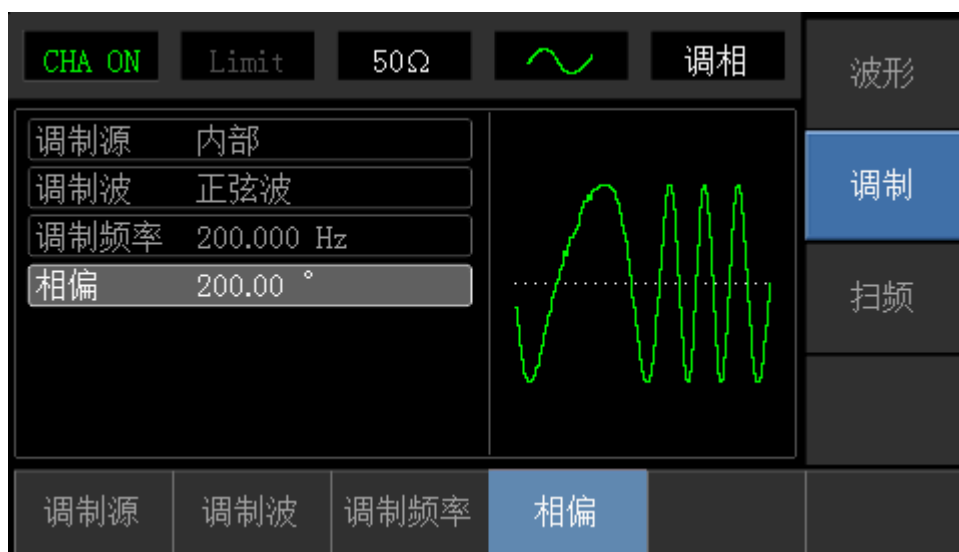 CHA ON Limit 50Ω 调相
波形
调制源 内部
调制波 正弦波
调制频率 200.000 Hz
相偏 200.00 °
调制
扫频
调制源 调制波 调制频率 相偏